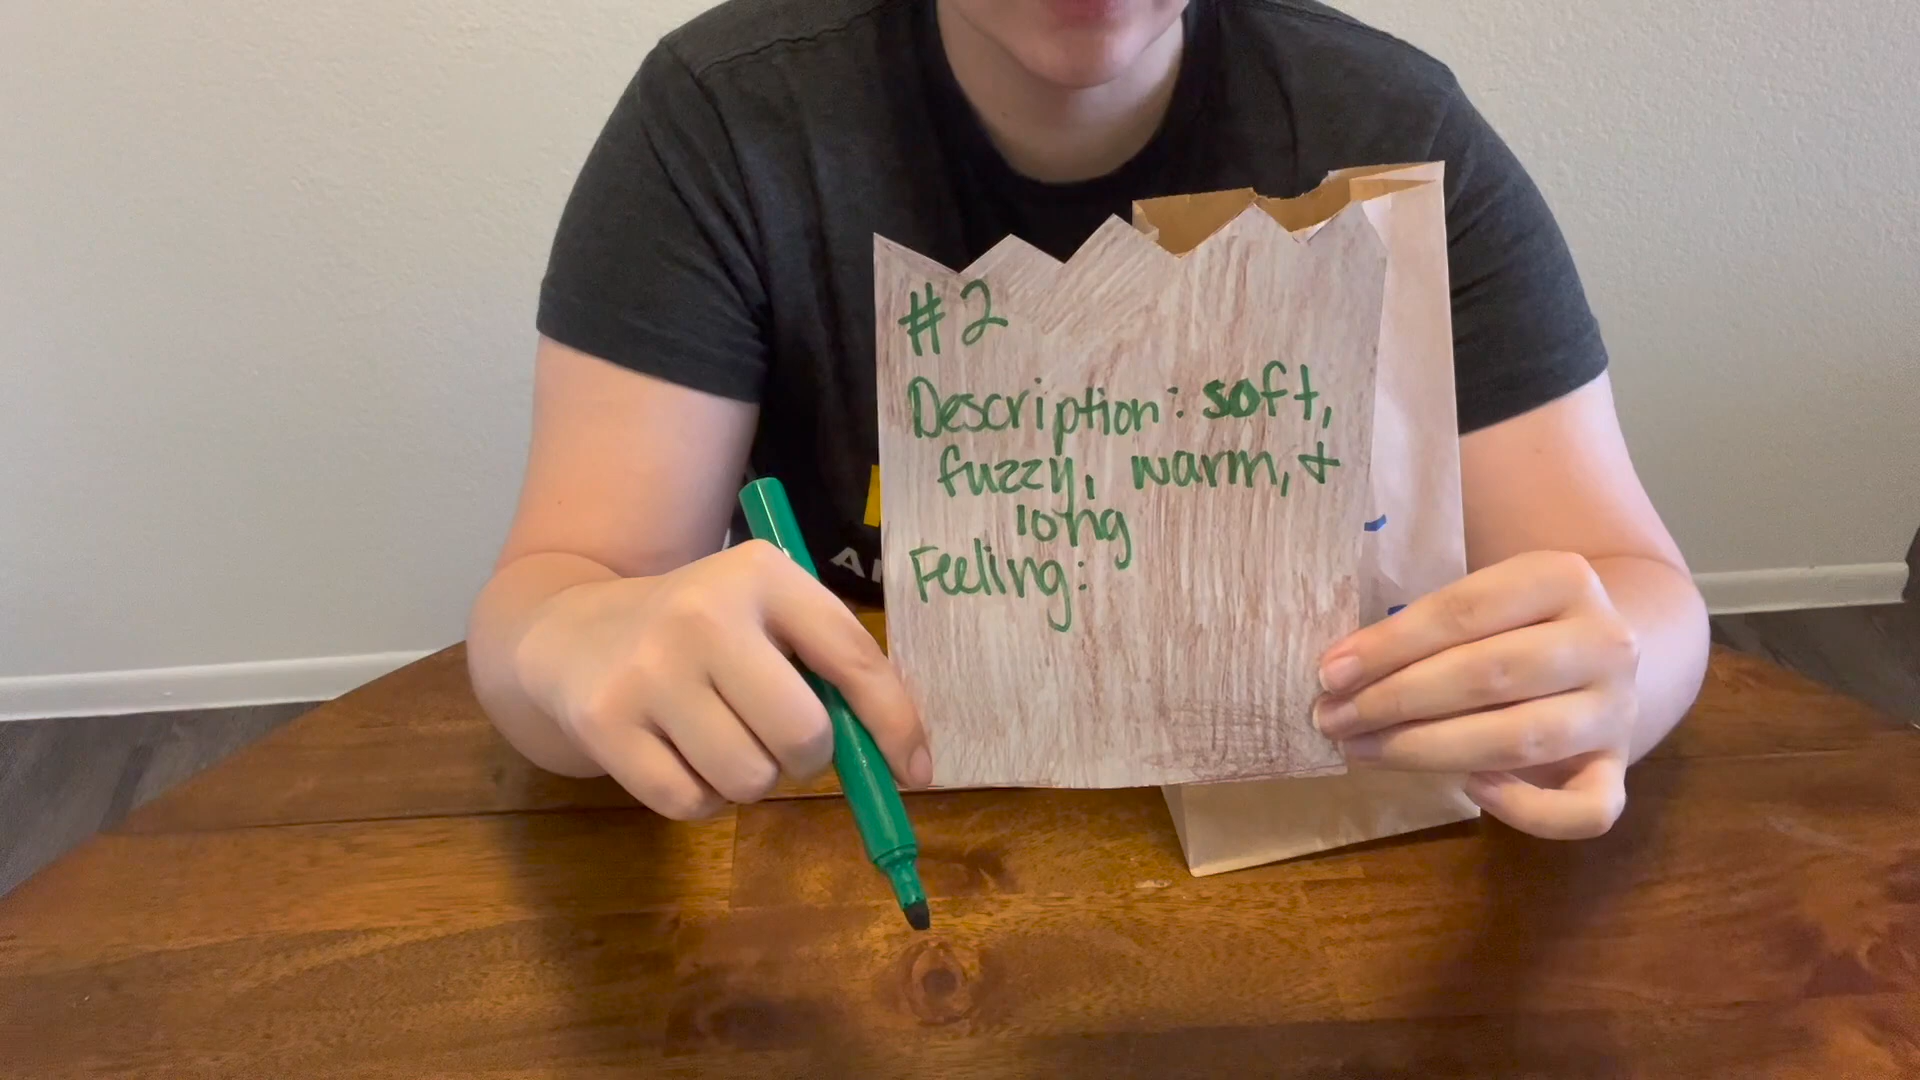 #2
Description: soft,
fuzzy, warm, &
long
Feeling: